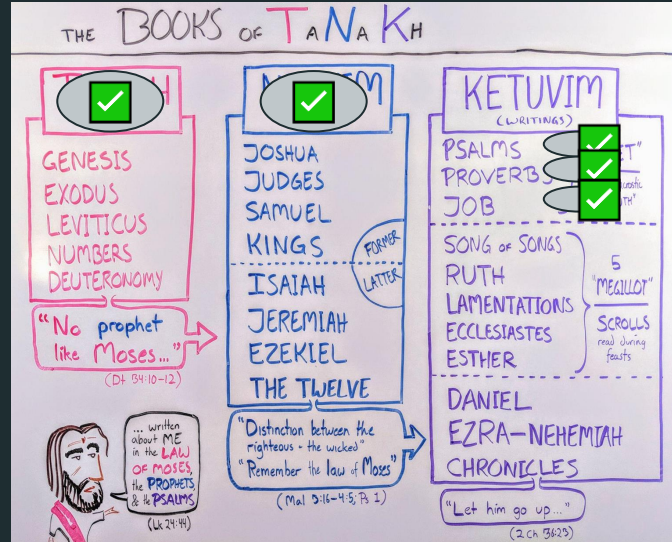 THE BOOKS OF TANAKH
GENESIS
EXODUS
LEVITICUS
NUMBERS
DEUTERONOMY
"No prophet
like Moses..."
(Dt 34:10-12)
... written
about ME
in the LAW
OF MOSES,
the PROPHETS,
& the PSALMS
(Lk 24:44)
JOSHUA
JUDGES
SAMUEL
KINGS
FORMER
LATTER
ISAIAH
JEREMIAH
EZEKIEL
THE TWELVE
"Distinction between the
righteous - the wicked"
"Remember the law of Moses"
(Mal 3:16-4:5; Ps 1)
KETUVIM
(WRITINGS)
PSALMS
PROVERBS
JOB
SONG OF SONGS
RUTH
LAMENTATIONS
ECCLESIASTES
ESTHER
5
"MEGILLOT"
SCROLLS
read during
feasts
DANIEL
EZRA-NEHEMIAH
CHRONICLES
"Let him go up..."
(2 Ch 36:23)